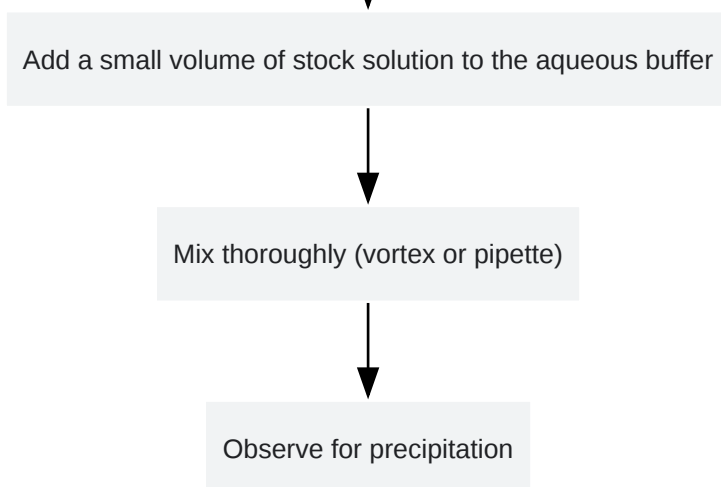 Add a small volume of stock solution to the aqueous buffer
Mix thoroughly (vortex or pipette)
Observe for precipitation